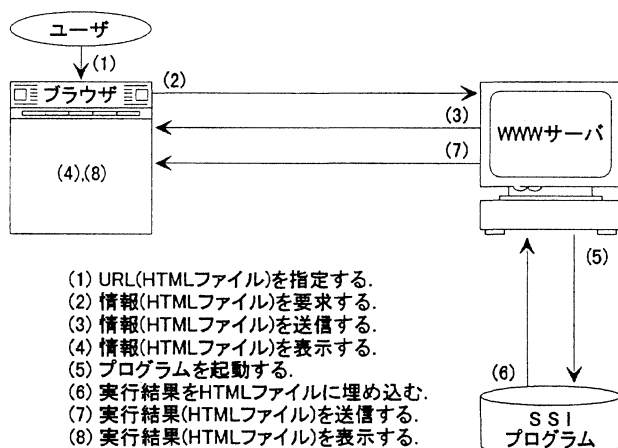 ユーザ
(1)
ブラウザ
(2)
(3)
WWWサーバ
(7)
(4),(8)
(5)
(1) URL(HTMLファイル)を指定する.
(2) 情報(HTMLファイル)を要求する.
(3) 情報(HTMLファイル)を送信する.
(4) 情報(HTMLファイル)を表示する.
(5) プログラムを起動する.
(6) 実行結果をHTMLファイルに埋め込む.
(7) 実行結果(HTMLファイル)を送信する.
(8) 実行結果(HTMLファイル)を表示する.
(6)
SSI
プログラム